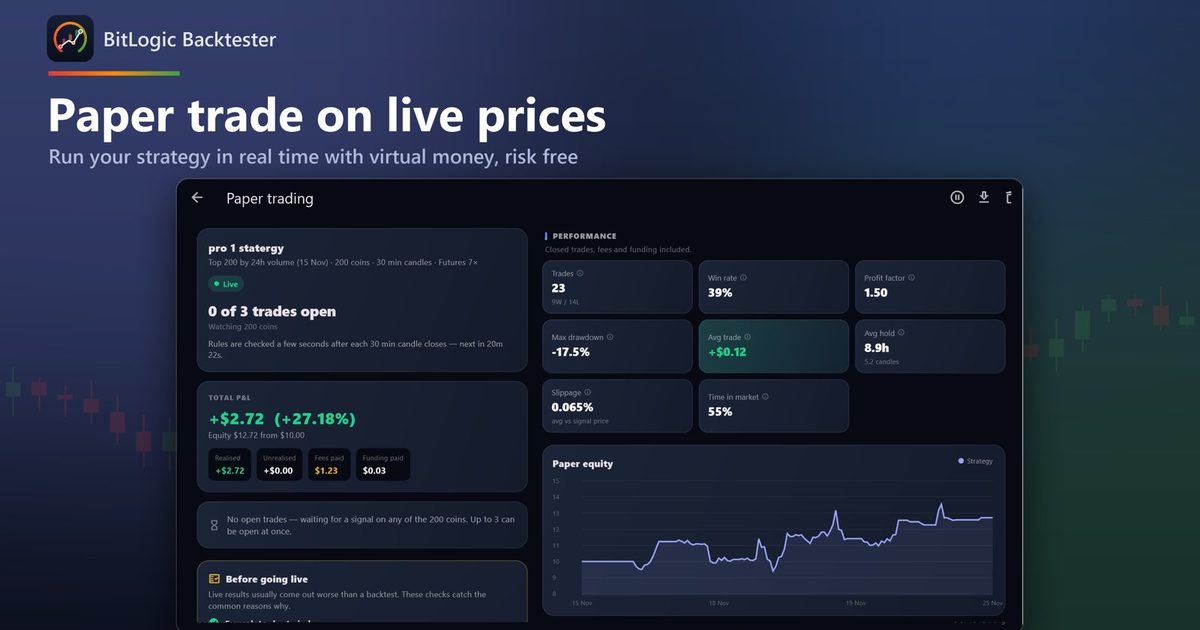 BitLogic Backtester
Paper trade on live prices
Run your strategy in real time with virtual money, risk free
Paper trading
pro 1 statergy
Top 200 by 24h volume (15 Nov) · 200 coins · 30 min candles · Futures 7×
Live
0 of 3 trades open
Watching 200 coins
Rules are checked a few seconds after each 30 min candle closes — next in 20m
22s.
TOTAL P&L
+$2.72 (+27.18%)
Equity $12.72 from $10.00
Realised
+$2.72
Unrealised
+$0.00
Fees paid
$1.23
Funding paid
$0.03
No open trades — waiting for a signal on any of the 200 coins. Up to 3 can
be open at once.
Before going live
Live results usually come out worse than a backtest. These checks catch the
common reasons why.
PERFORMANCE
Closed trades, fees and funding included.
Trades
23
9W / 14L
Win rate
39%
Profit factor
1.50
Max drawdown
-17.5%
Avg trade
+$0.12
Avg hold
8.9h
5.2 candles
Slippage
0.065%
avg vs signal price
Time in market
55%
Paper equity
Strategy
15
14
13
12
11
10
9
8
15 Nov
18 Nov
19 Nov
25 Nov